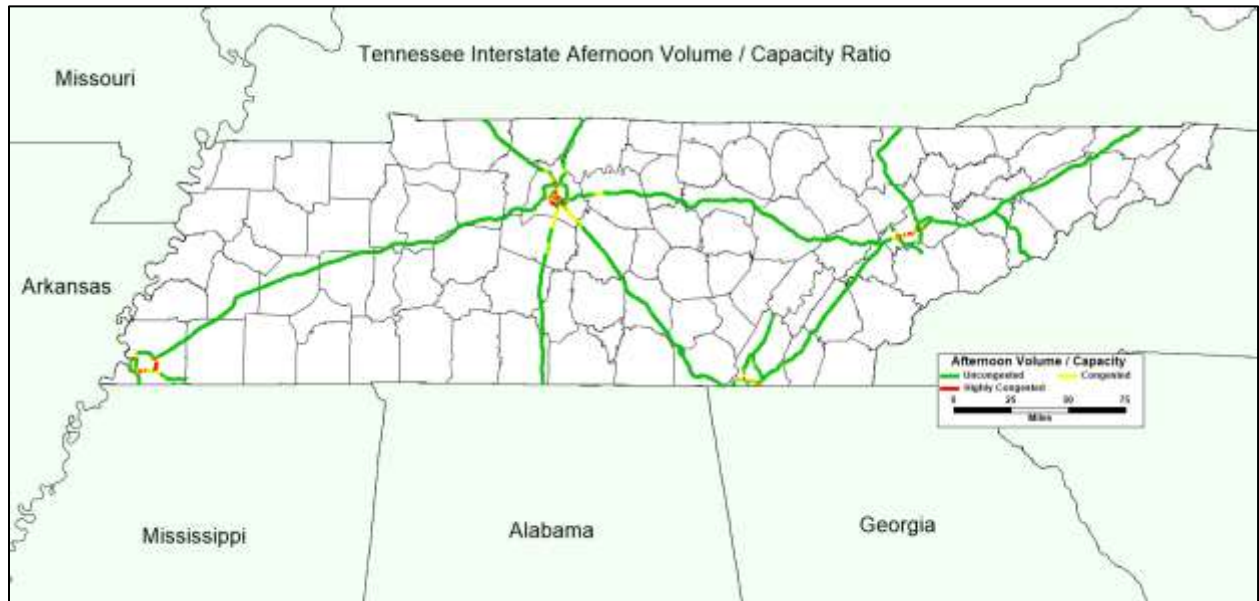 Tennessee Interstate Afernoon Volume / Capacity Ratio
Missouri
Arkansas
Afternoon Volume / Capacity
Uncongested Congested
Highly Congested
0 25 50 75
Miles
Mississippi
Alabama
Georgia